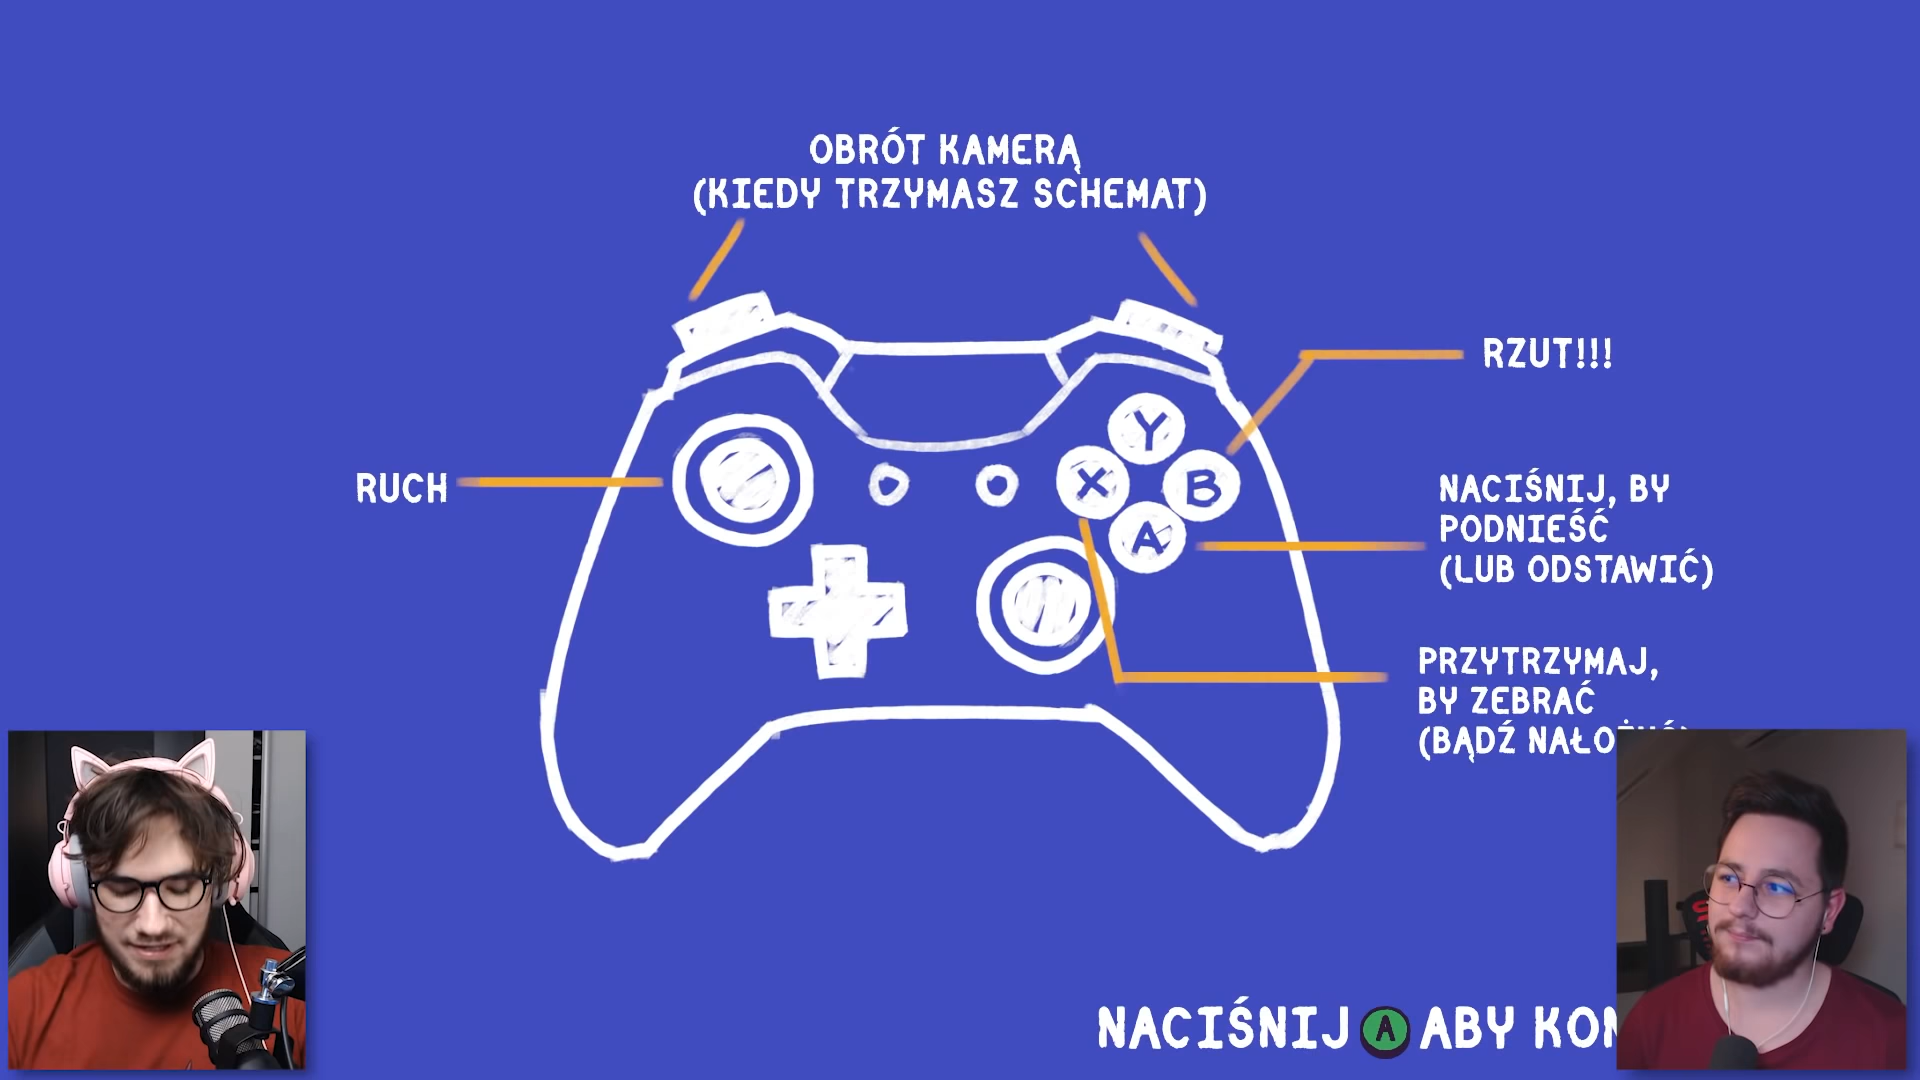 OBRÓT KAMERĄ
(KIEDY TRZYMASZ SCHEMAT)
RZUT!!!
RUCH
Y
X
B
A
NACIŚNIJ, BY
PODNIEŚĆ
(LUB ODSTAWIĆ)
PRZYTRZYMAJ,
BY ZEBRAĆ
(BĄDŹ
NACIŚNIJ A ABY